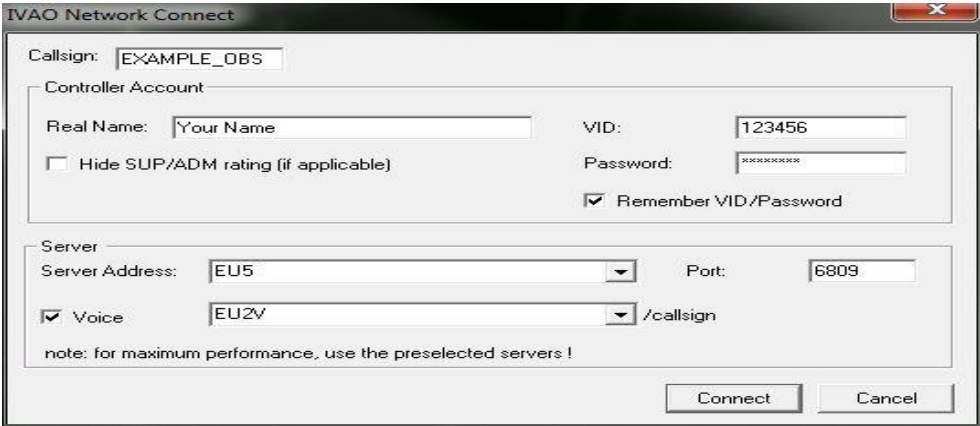 IVAO Network Connect
Callsign: EXAMPLE_OBS
Controller Account
Real Name: Your Name VID: 123456
Hide SUP/ADM rating (if applicable) Password: ********
Remember VID/Password
Server
Server Address: EU5 Port: 6809
Voice EU2V /callsign
note: for maximum performance, use the preselected servers !
Connect Cancel